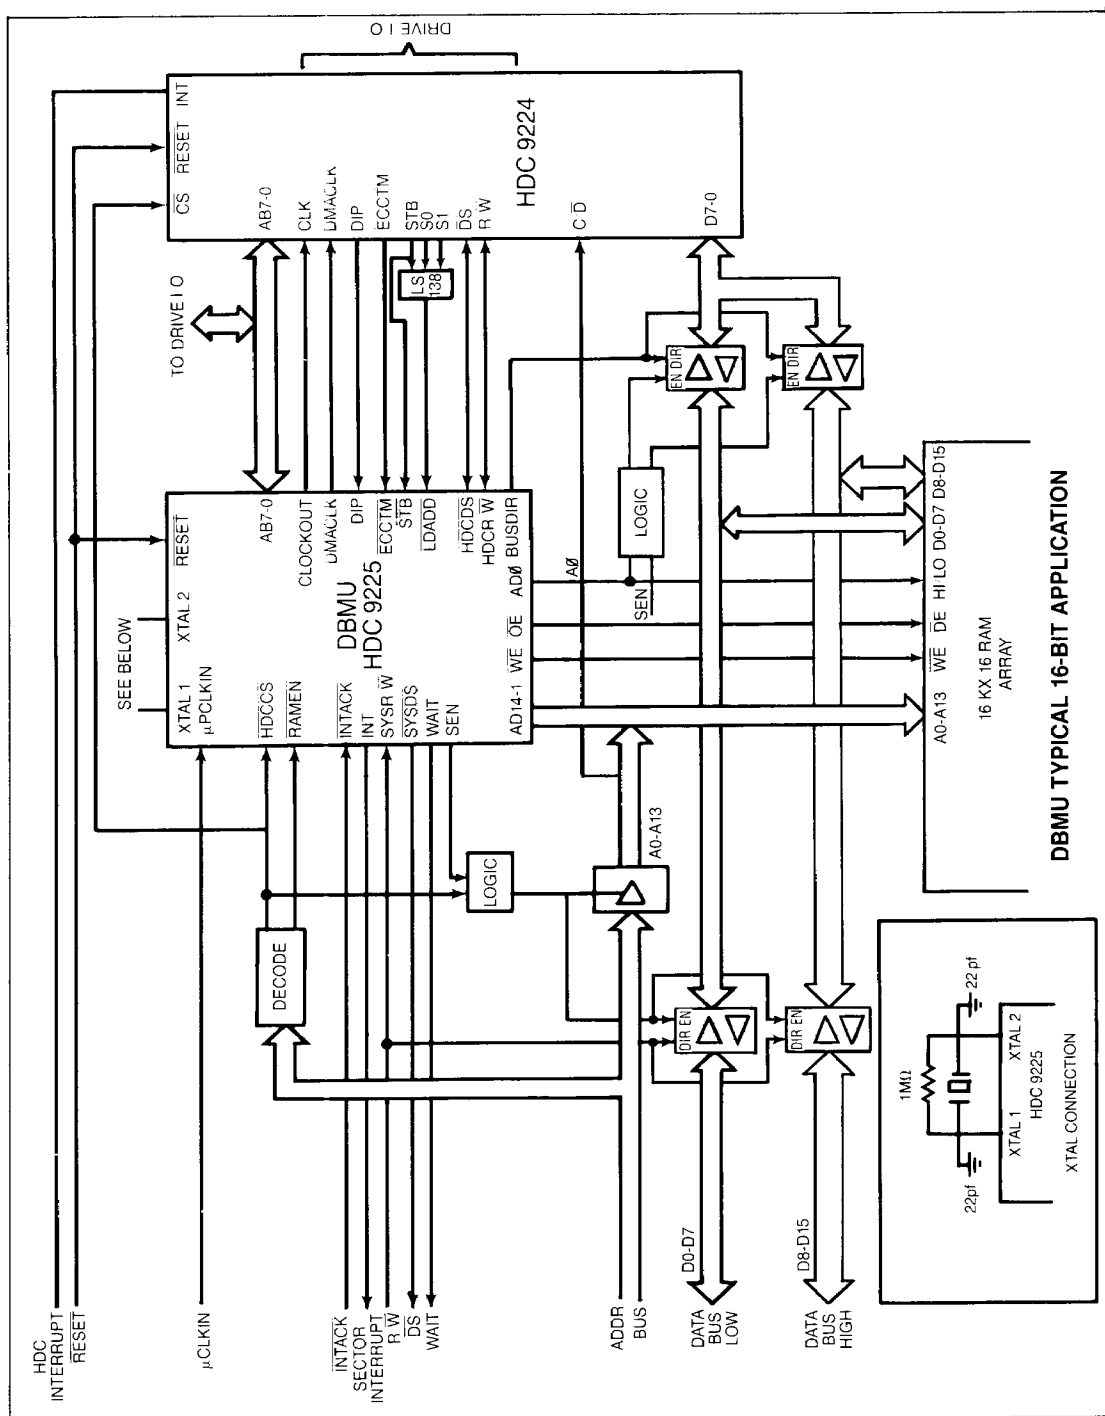 DRIVE I O
INT
RESET
CS
HDC 9224
AB7-0
CLK
DMACLK
DIP
ECCTM
STB
S0
S1
DS
R W
C D
D7-0
TO DRIVE I O
LS
138
SEE BELOW
XTAL 1
XTAL 2
RESET
µPCLKIN
DBMU
HDC 9225
AB7-0
CLOCKOUT
DMACLK
DIP
ECCTM
STB
LDADD
HDCDS
HDCR W
BUSDIR
HDCCS
RAMEN
INTACK
INT
SYSR W
SYSDS
WAIT
SEN
AD14-1
WE
OE
AD0
A0
SEN
LOGIC
EN DIR
EN DIR
DECODE
LOGIC
A0-A13
DIR EN
DIR EN
HDC
INTERRUPT
RESET
µCLKIN
INTACK
SECTOR
INTERRUPT
R W
DS
WAIT
ADDR
BUS
DATA
BUS
LOW
D0-D7
DATA
BUS
HIGH
D8-D15
A0-A13
WE
DE
HI/LO
D0-D7
D8-D15
16 KX 16 RAM
ARRAY
DBMU TYPICAL 16-BIT APPLICATION
1MΩ
22pf
22 pf
XTAL 1
XTAL 2
HDC 9225
XTAL CONNECTION